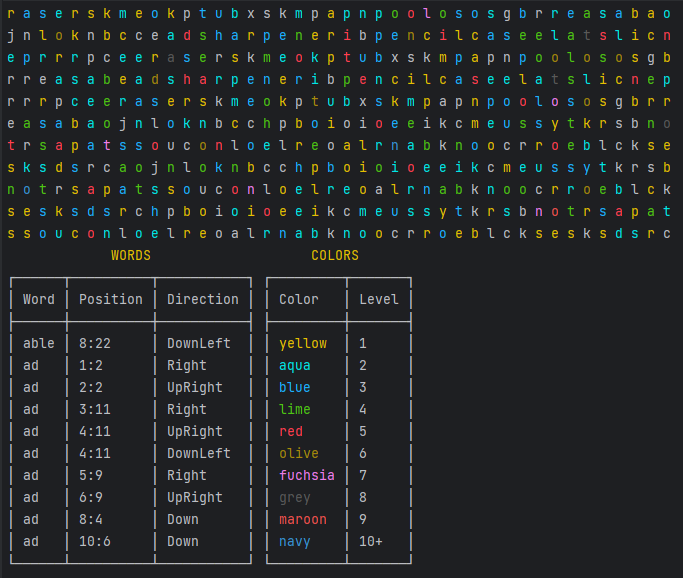 r a s e r s k m e o k p t u b x s k m p a p n p o o l o s o s g b r r e a s a b a o
j n l o k n b c c e a d s h a r p e n e r i b p e n c i l c a s e e l a t s l i c n
e p r r r p c e e r a s e r s k m e o k p t u b x s k m p a p n p o o l o s o s g b
r r e a s a b e a d s h a r p e n e r i b p e n c i l c a s e e l a t s l i c n e p
r r r p c e e r a s e r s k m e o k p t u b x s k m p a p n p o o l o s o s g b r r
e a s a b a o j n l o k n b c c h p b o i o i o e e i k c m e u s s y t k r s b n o
t r s a p a t s s o u c o n l o e l r e o a l r n a b k n o o c r r o e b l c k s e
s k s d s r c a o j n l o k n b c c h p b o i o i o e e i k c m e u s s y t k r s b
n o t r s a p a t s s o u c o n l o e l r e o a l r n a b k n o o c r r o e b l c k
s e s k s d s r c h p b o i o i o e e i k c m e u s s y t k r s b n o t r s a p a t
s s o u c o n l o e l r e o a l r n a b k n o o c r r o e b l c k s e s k s d s r c
WORDS COLORS
Word Position Direction Color Level
able 8:22 DownLeft yellow 1
ad 1:2 Right aqua 2
ad 2:2 UpRight blue 3
ad 3:11 Right lime 4
ad 4:11 UpRight red 5
ad 4:11 DownLeft olive 6
ad 5:9 Right fuchsia 7
ad 6:9 UpRight grey 8
ad 8:4 Down maroon 9
ad 10:6 Down navy 10+